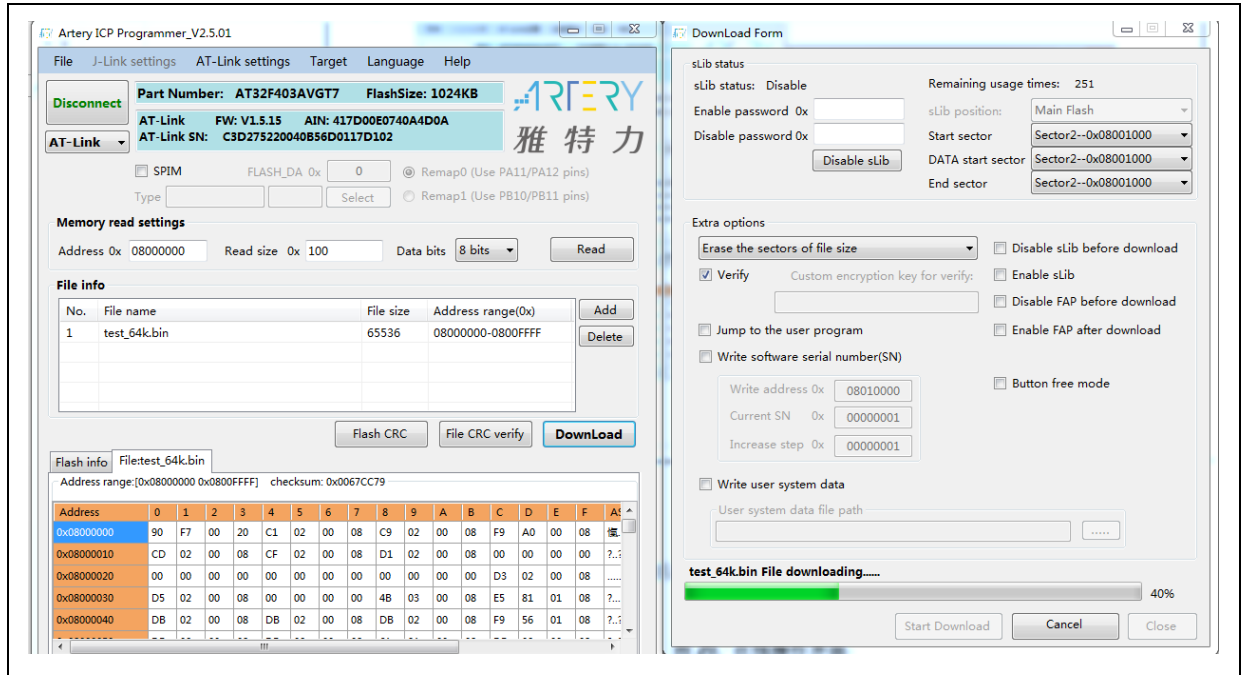 Artery ICP Programmer_V2.5.01
File J-Link settings AT-Link settings Target Language Help
Disconnect
Part Number: AT32F403AVGT7 FlashSize: 1024KB
AT-Link FW: V1.5.15 AIN: 417D00E0740A4D0A
AT-Link SN: C3D275220040B56D0117D102
AT-Link
ARTERY
雅特力
SPIM FLASH_DA 0x 0 Remap0 (Use PA11/PA12 pins)
Type Select Remap1 (Use PB10/PB11 pins)
Memory read settings
Address 0x 08000000 Read size 0x 100 Data bits 8 bits Read
File info
No. File name File size Address range(0x) Add
1 test_64k.bin 65536 08000000-0800FFFF Delete
Flash CRC File CRC verify DownLoad
Flash info File:test_64k.bin
Address range:[0x08000000 0x0800FFFF] checksum: 0x0067CC79
Address 0 1 2 3 4 5 6 7 8 9 A B C D E F
0x08000000 90 F7 00 20 C1 02 00 08 C9 02 00 08 F9 A0 00 08
0x08000010 CD 02 00 08 CF 02 00 08 D1 02 00 08 00 00 00 00 ?..?
0x08000020 00 00 00 00 00 00 00 00 00 00 00 00 D3 02 00 08 .....
0x08000030 D5 02 00 08 00 00 00 00 4B 03 00 08 E5 81 01 08 ?...
0x08000040 DB 02 00 08 DB 02 00 08 DB 02 00 08 F9 56 01 08 ?..?
DownLoad Form
sLib status
sLib status: Disable Remaining usage times: 251
Enable password 0x sLib position: Main Flash
Disable password 0x Start sector Sector2--0x08001000
Disable sLib DATA start sector Sector2--0x08001000
End sector Sector2--0x08001000
Extra options
Erase the sectors of file size Disable sLib before download
Verify Custom encryption key for verify: Enable sLib
Disable FAP before download
Jump to the user program Enable FAP after download
Write software serial number(SN)
Write address 0x 08010000 Button free mode
Current SN 0x 00000001
Increase step 0x 00000001
Write user system data
User system data file path
.....
test_64k.bin File downloading......
40%
Start Download Cancel Close